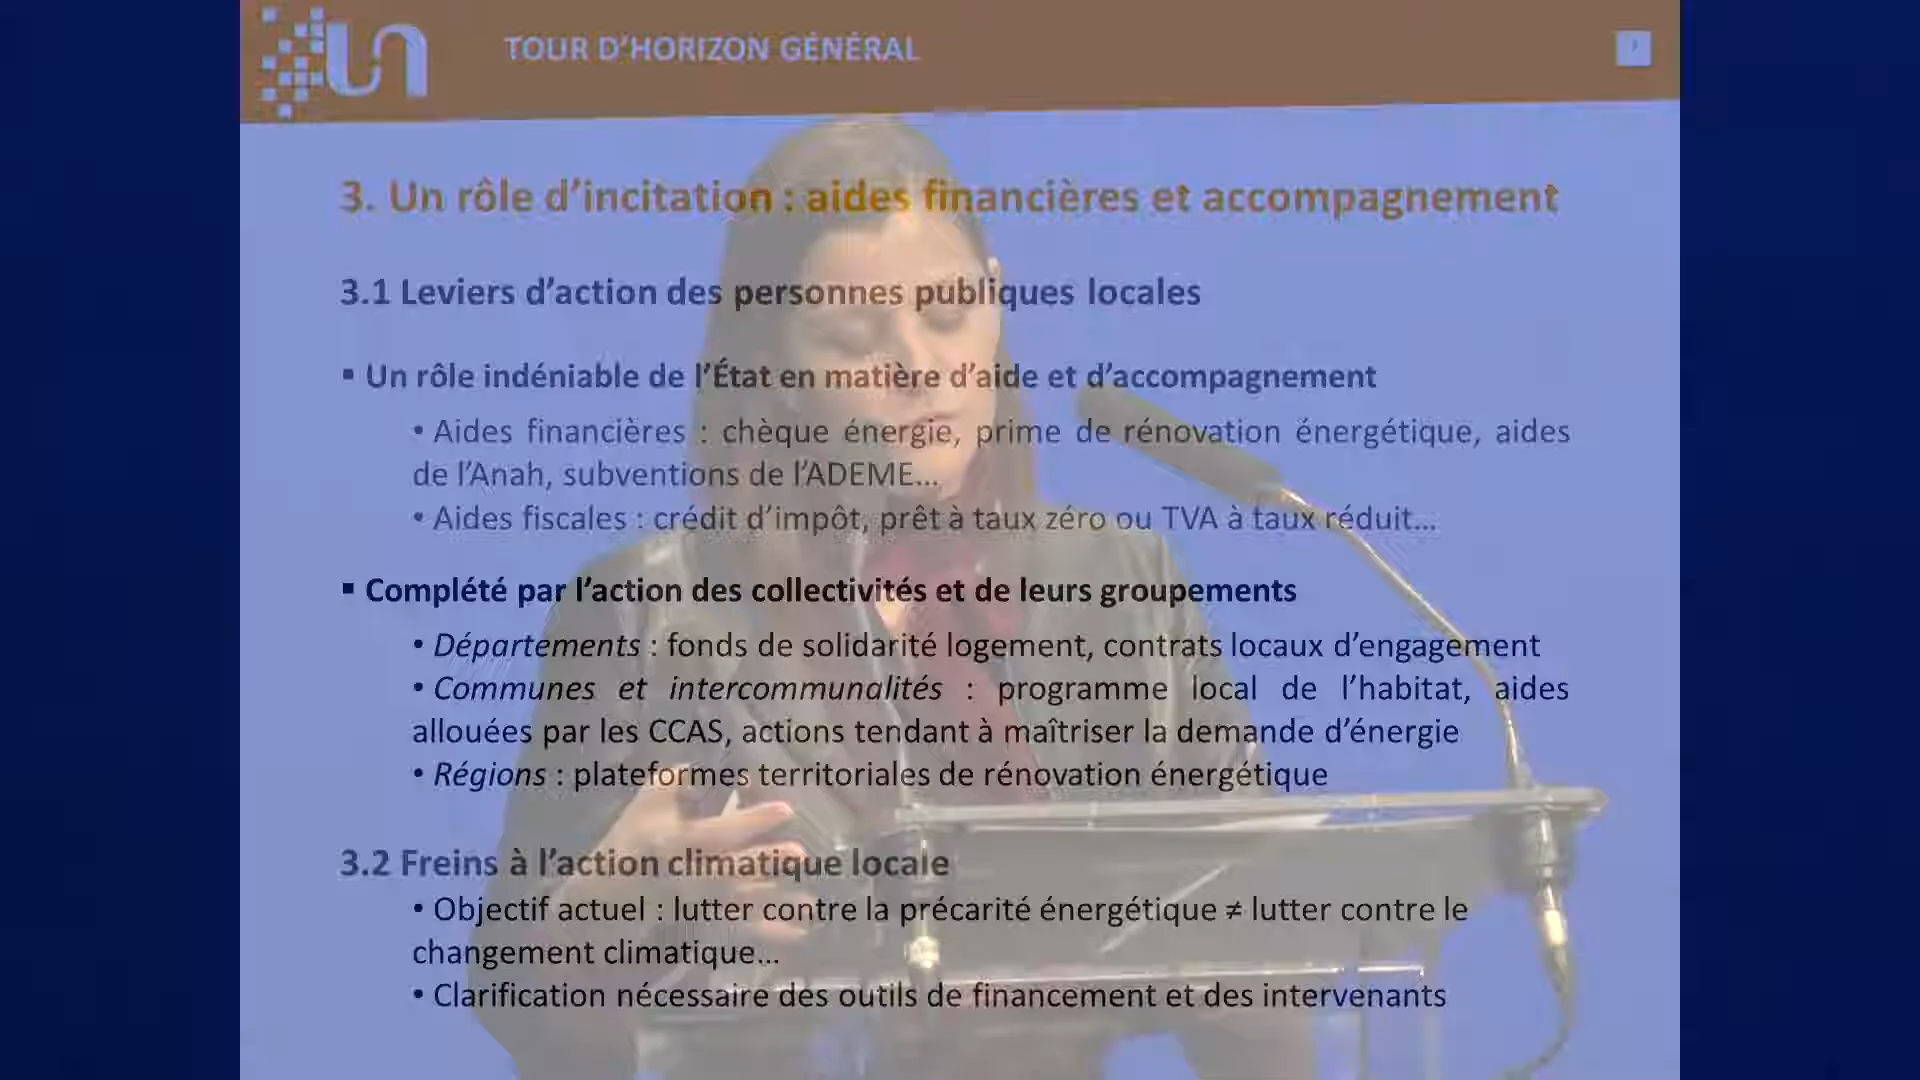 TOUR D'HORIZON GÉNÉRAL
3. Un rôle d'incitation : aides financières et accompagnement
3.1 Leviers d'action des personnes publiques locales
▪ Un rôle indéniable de l'État en matière d'aide et d'accompagnement
• Aides financières : chèque énergie, prime de rénovation énergétique, aides
de l'Anah, subventions de l'ADEME…
• Aides fiscales : crédit d'impôt, prêt à taux zéro ou TVA à taux réduit…
▪ Complété par l'action des collectivités et de leurs groupements
• Départements : fonds de solidarité logement, contrats locaux d'engagement
• Communes et intercommunalités : programme local de l'habitat, aides
allouées par les CCAS, actions tendant à maîtriser la demande d'énergie
• Régions : plateformes territoriales de rénovation énergétique
3.2 Freins à l'action climatique locale
• Objectif actuel : lutter contre la précarité énergétique ≠ lutter contre le
changement climatique…
• Clarification nécessaire des outils de financement et des intervenants